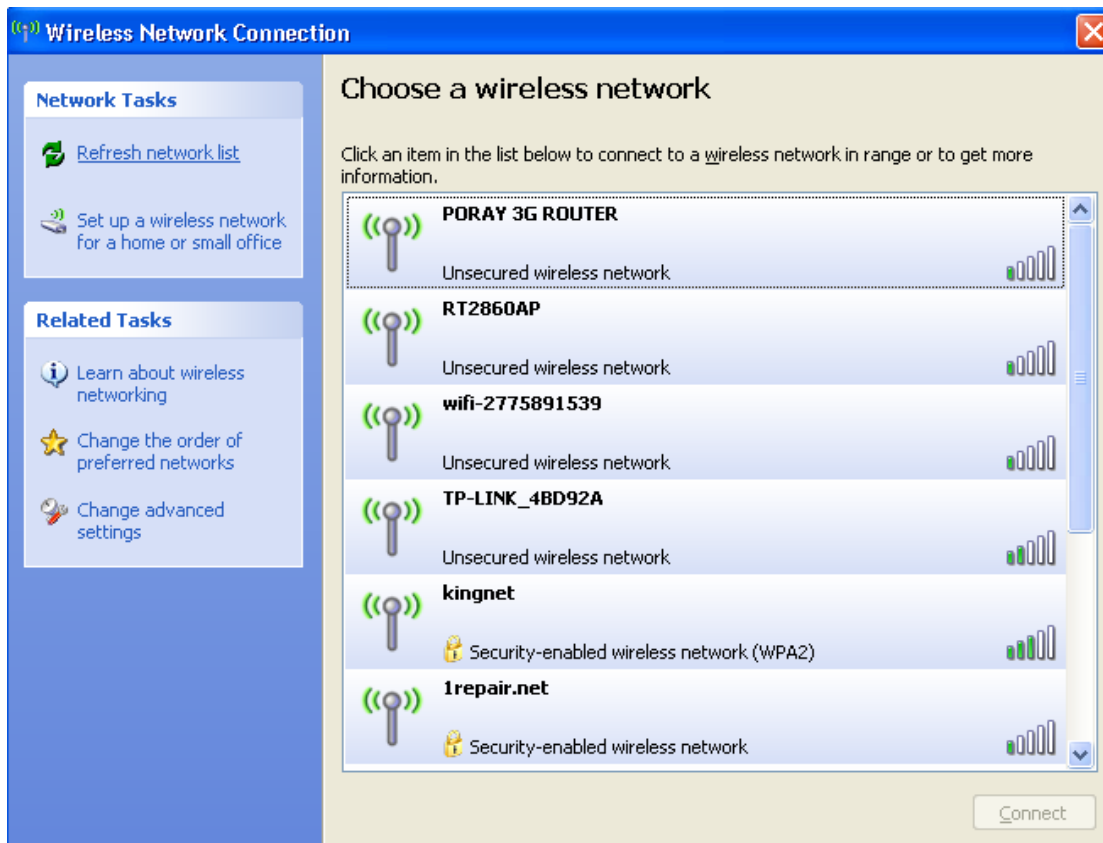 Wireless Network Connection
Network Tasks
Refresh network list
Set up a wireless network
for a home or small office
Related Tasks
Learn about wireless
networking
Change the order of
preferred networks
Change advanced
settings
Choose a wireless network
Click an item in the list below to connect to a wireless network in range or to get more
information.
PORAY 3G ROUTER
Unsecured wireless network
RT2860AP
Unsecured wireless network
wifi-2775891539
Unsecured wireless network
TP-LINK_4BD92A
Unsecured wireless network
kingnet
Security-enabled wireless network (WPA2)
1repair.net
Security-enabled wireless network
Connect